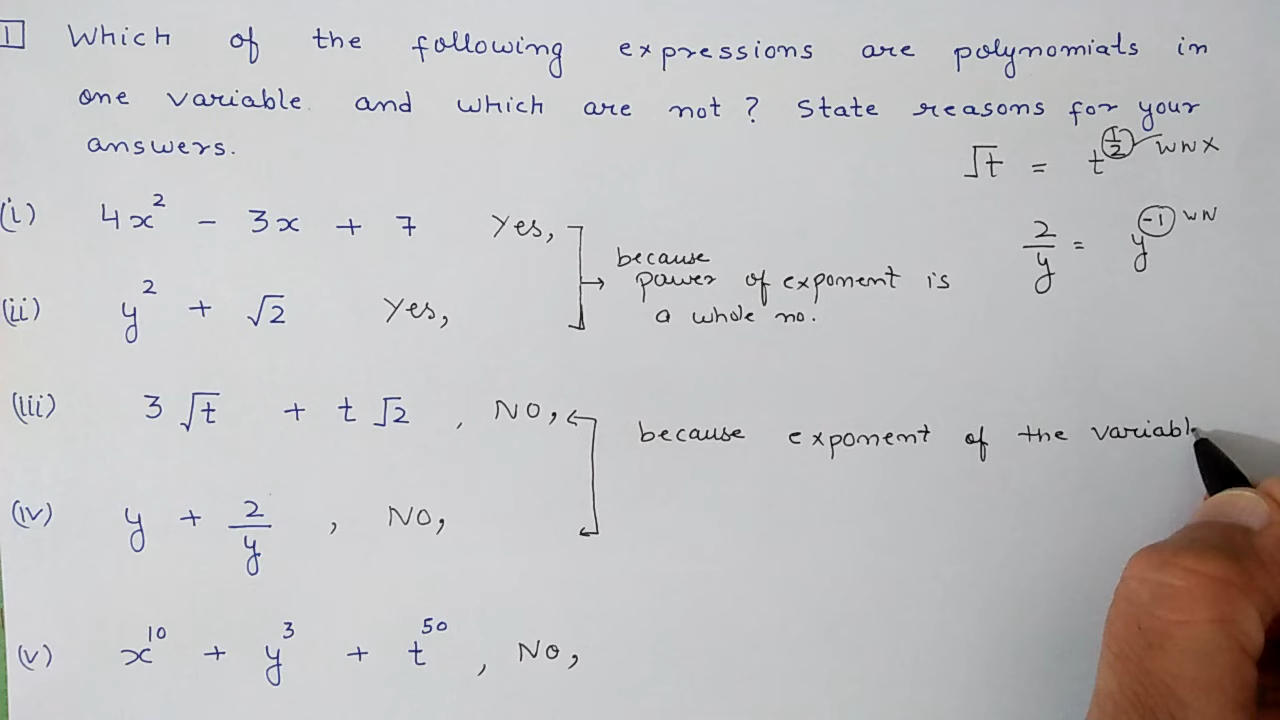 1 Which of the following expressions are polynomials in
one variable. and which are not ? State reasons for your
answers.
√t = t^(1/2) WN X
(i) 4x² - 3x + 7 Yes,
2/y = y^(-1) WN
because
power of exponent is
a whole no.
(ii) y² + √2 Yes,
(iii) 3 √t + t √2 , NO,
because exponent of the variabl
(iv) y + 2/y , NO,
(v) x¹⁰ + y³ + t⁵⁰ , No,